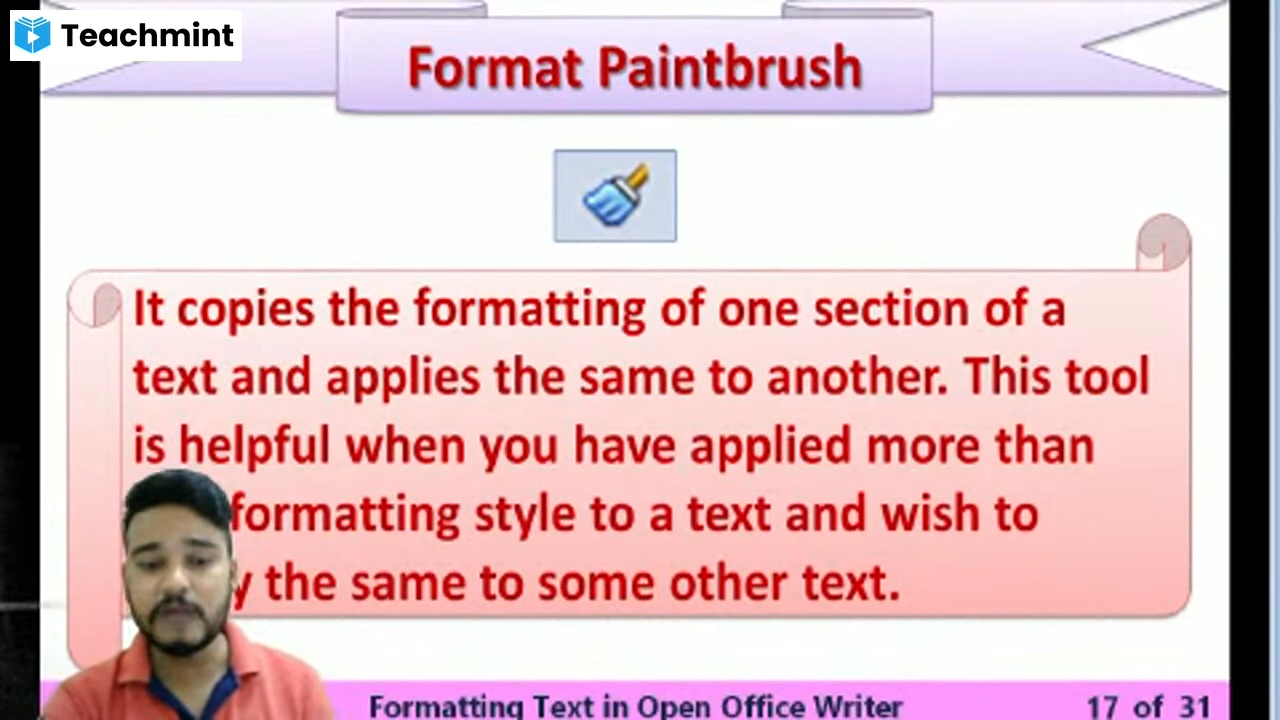 Teachmint
Format Paintbrush
It copies the formatting of one section of a
text and applies the same to another. This tool
is helpful when you have applied more than
formatting style to a text and wish to
the same to some other text.
Formatting Text in Open Office Writer
17 of 31